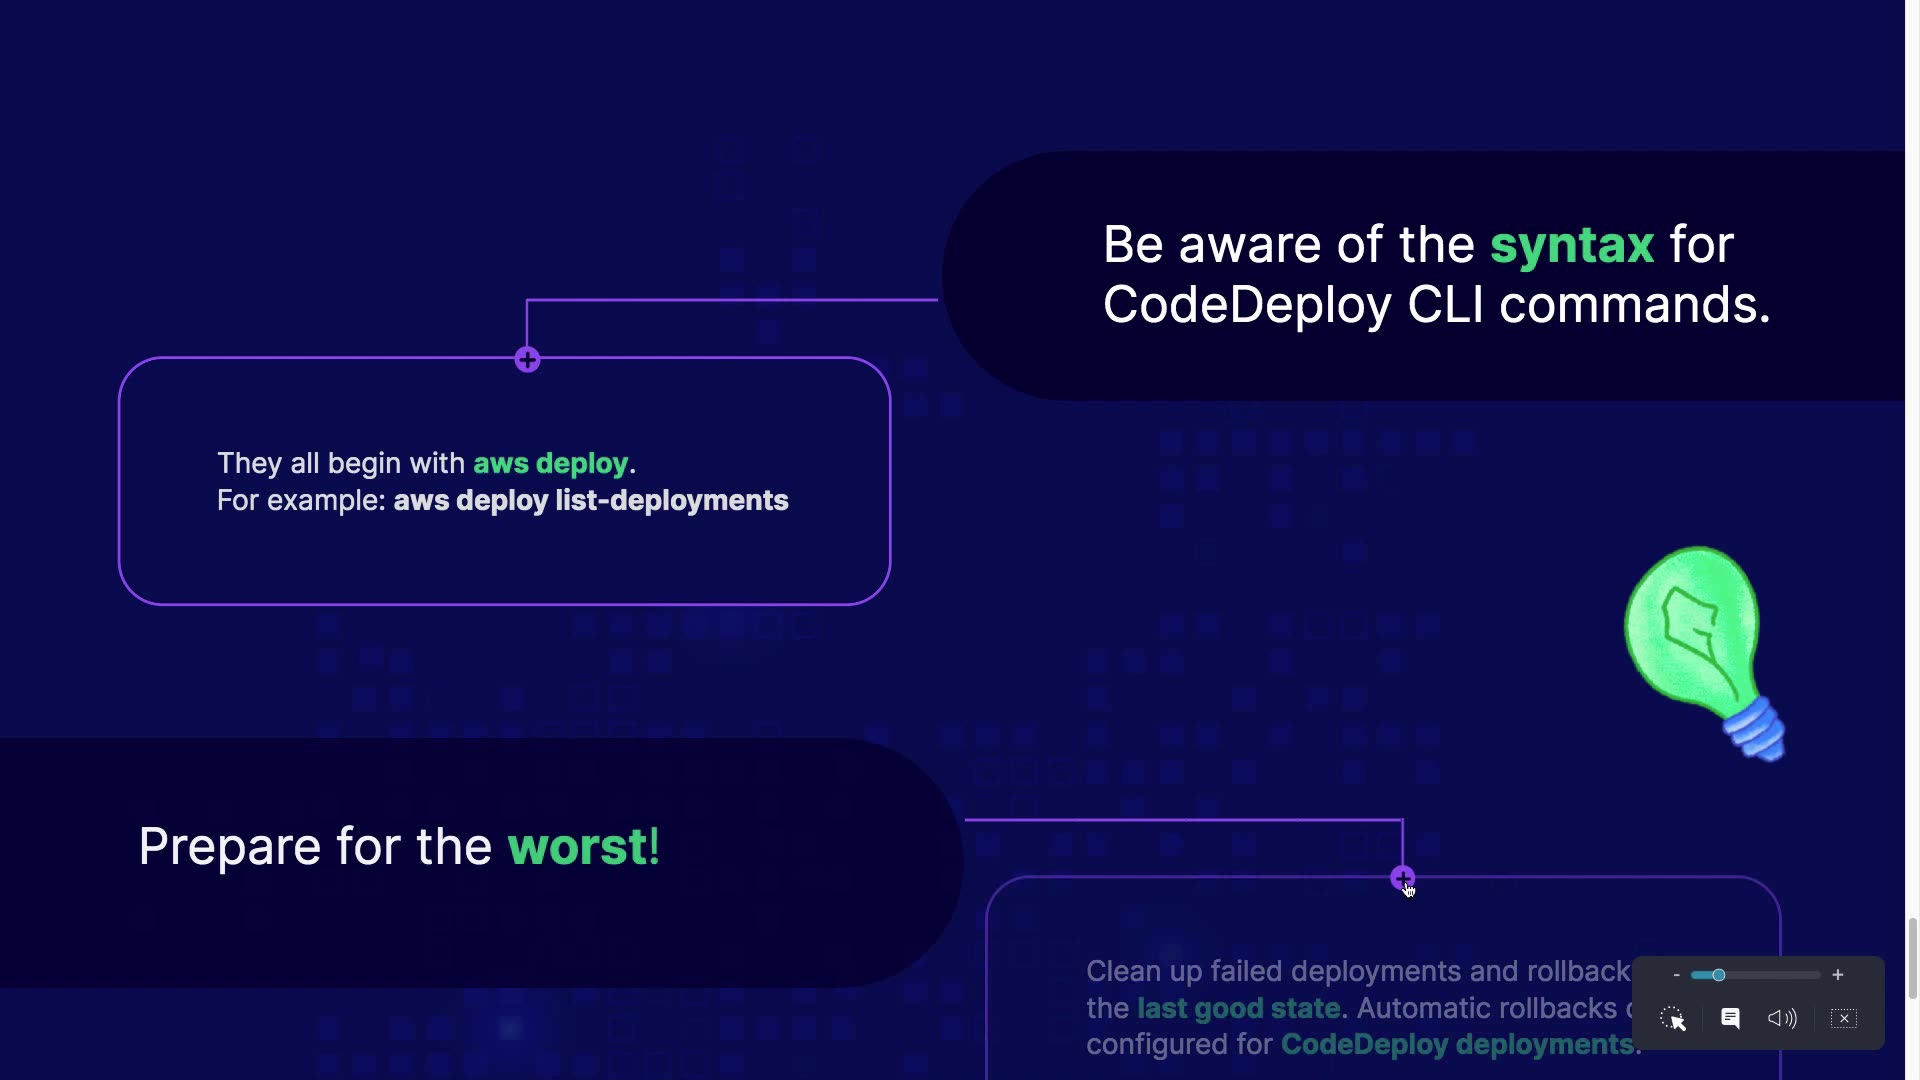 Be aware of the syntax for
CodeDeploy CLI commands.
They all begin with aws deploy.
For example: aws deploy list-deployments
Prepare for the worst!
Clean up failed deployments and rollback
the last good state. Automatic rollbacks
configured for CodeDeploy deployments.
- +